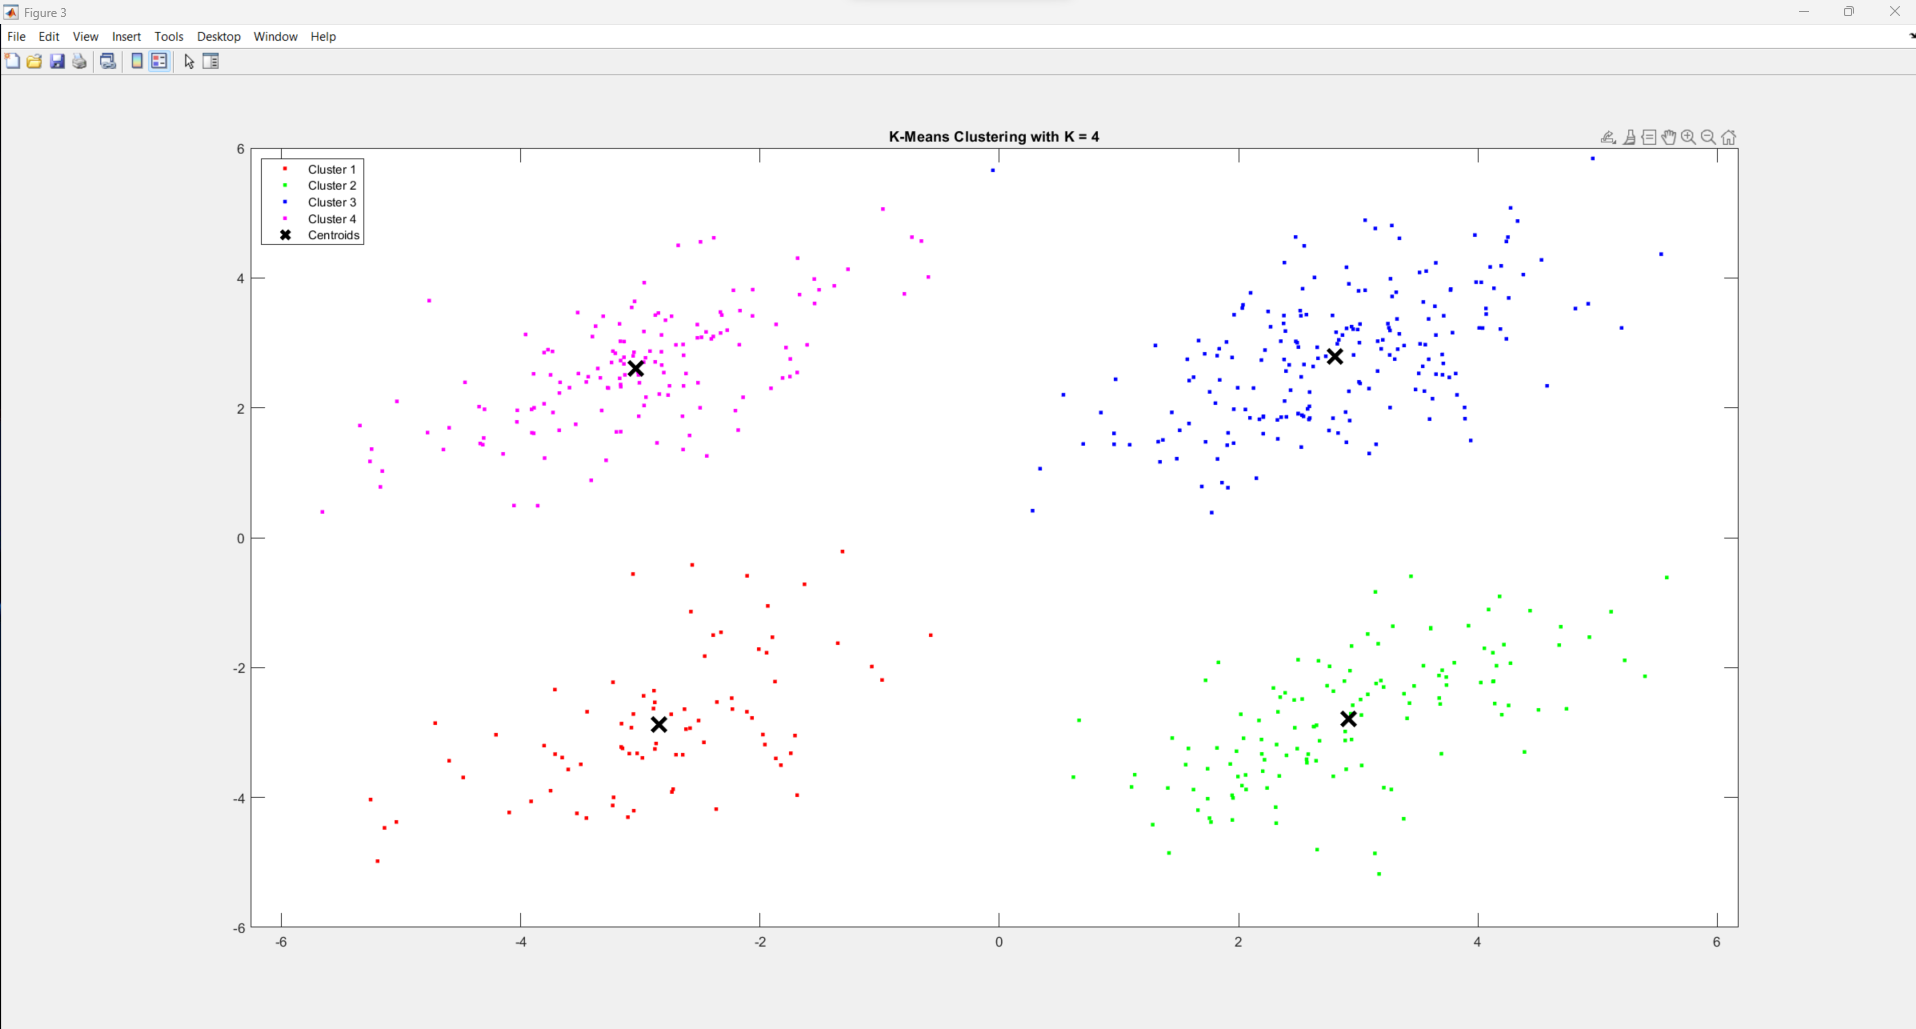 Figure 3
File Edit View Insert Tools Desktop Window Help
K-Means Clustering with K = 4
Cluster 1
Cluster 2
Cluster 3
Cluster 4
Centroids
6
4
2
0
-2
-4
-6
-6 -4 -2 0 2 4 6